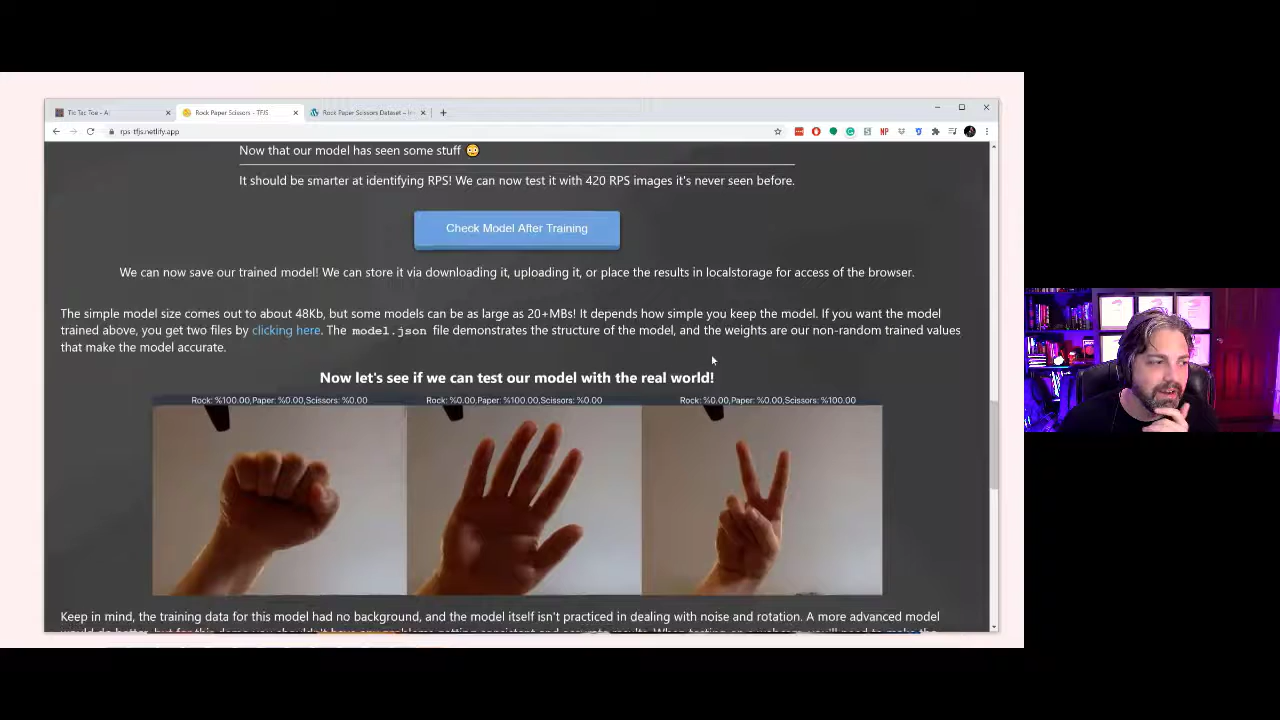 Tic Tac Toe - AI
Rock Paper Scissors - TFJS
Rock Paper Scissors Dataset –
rps-tfjs.netlify.app
NP
Now that our model has seen some stuff 😳
It should be smarter at identifying RPS! We can now test it with 420 RPS images it's never seen before.
Check Model After Training
We can now save our trained model! We can store it via downloading it, uploading it, or place the results in localstorage for access of the browser.
The simple model size comes out to about 48Kb, but some models can be as large as 20+MBs! It depends how simple you keep the model. If you want the model
trained above, you get two files by clicking here. The model.json file demonstrates the structure of the model, and the weights are our non-random trained values
that make the model accurate.
Now let's see if we can test our model with the real world!
Rock: %100.00,Paper: %0.00,Scissors: %0.00
Rock: %0.00,Paper: %100.00,Scissors: %0.00
Rock: %0.00,Paper: %0.00,Scissors: %100.00
Keep in mind, the training data for this model had no background, and the model itself isn't practiced in dealing with noise and rotation. A more advanced model